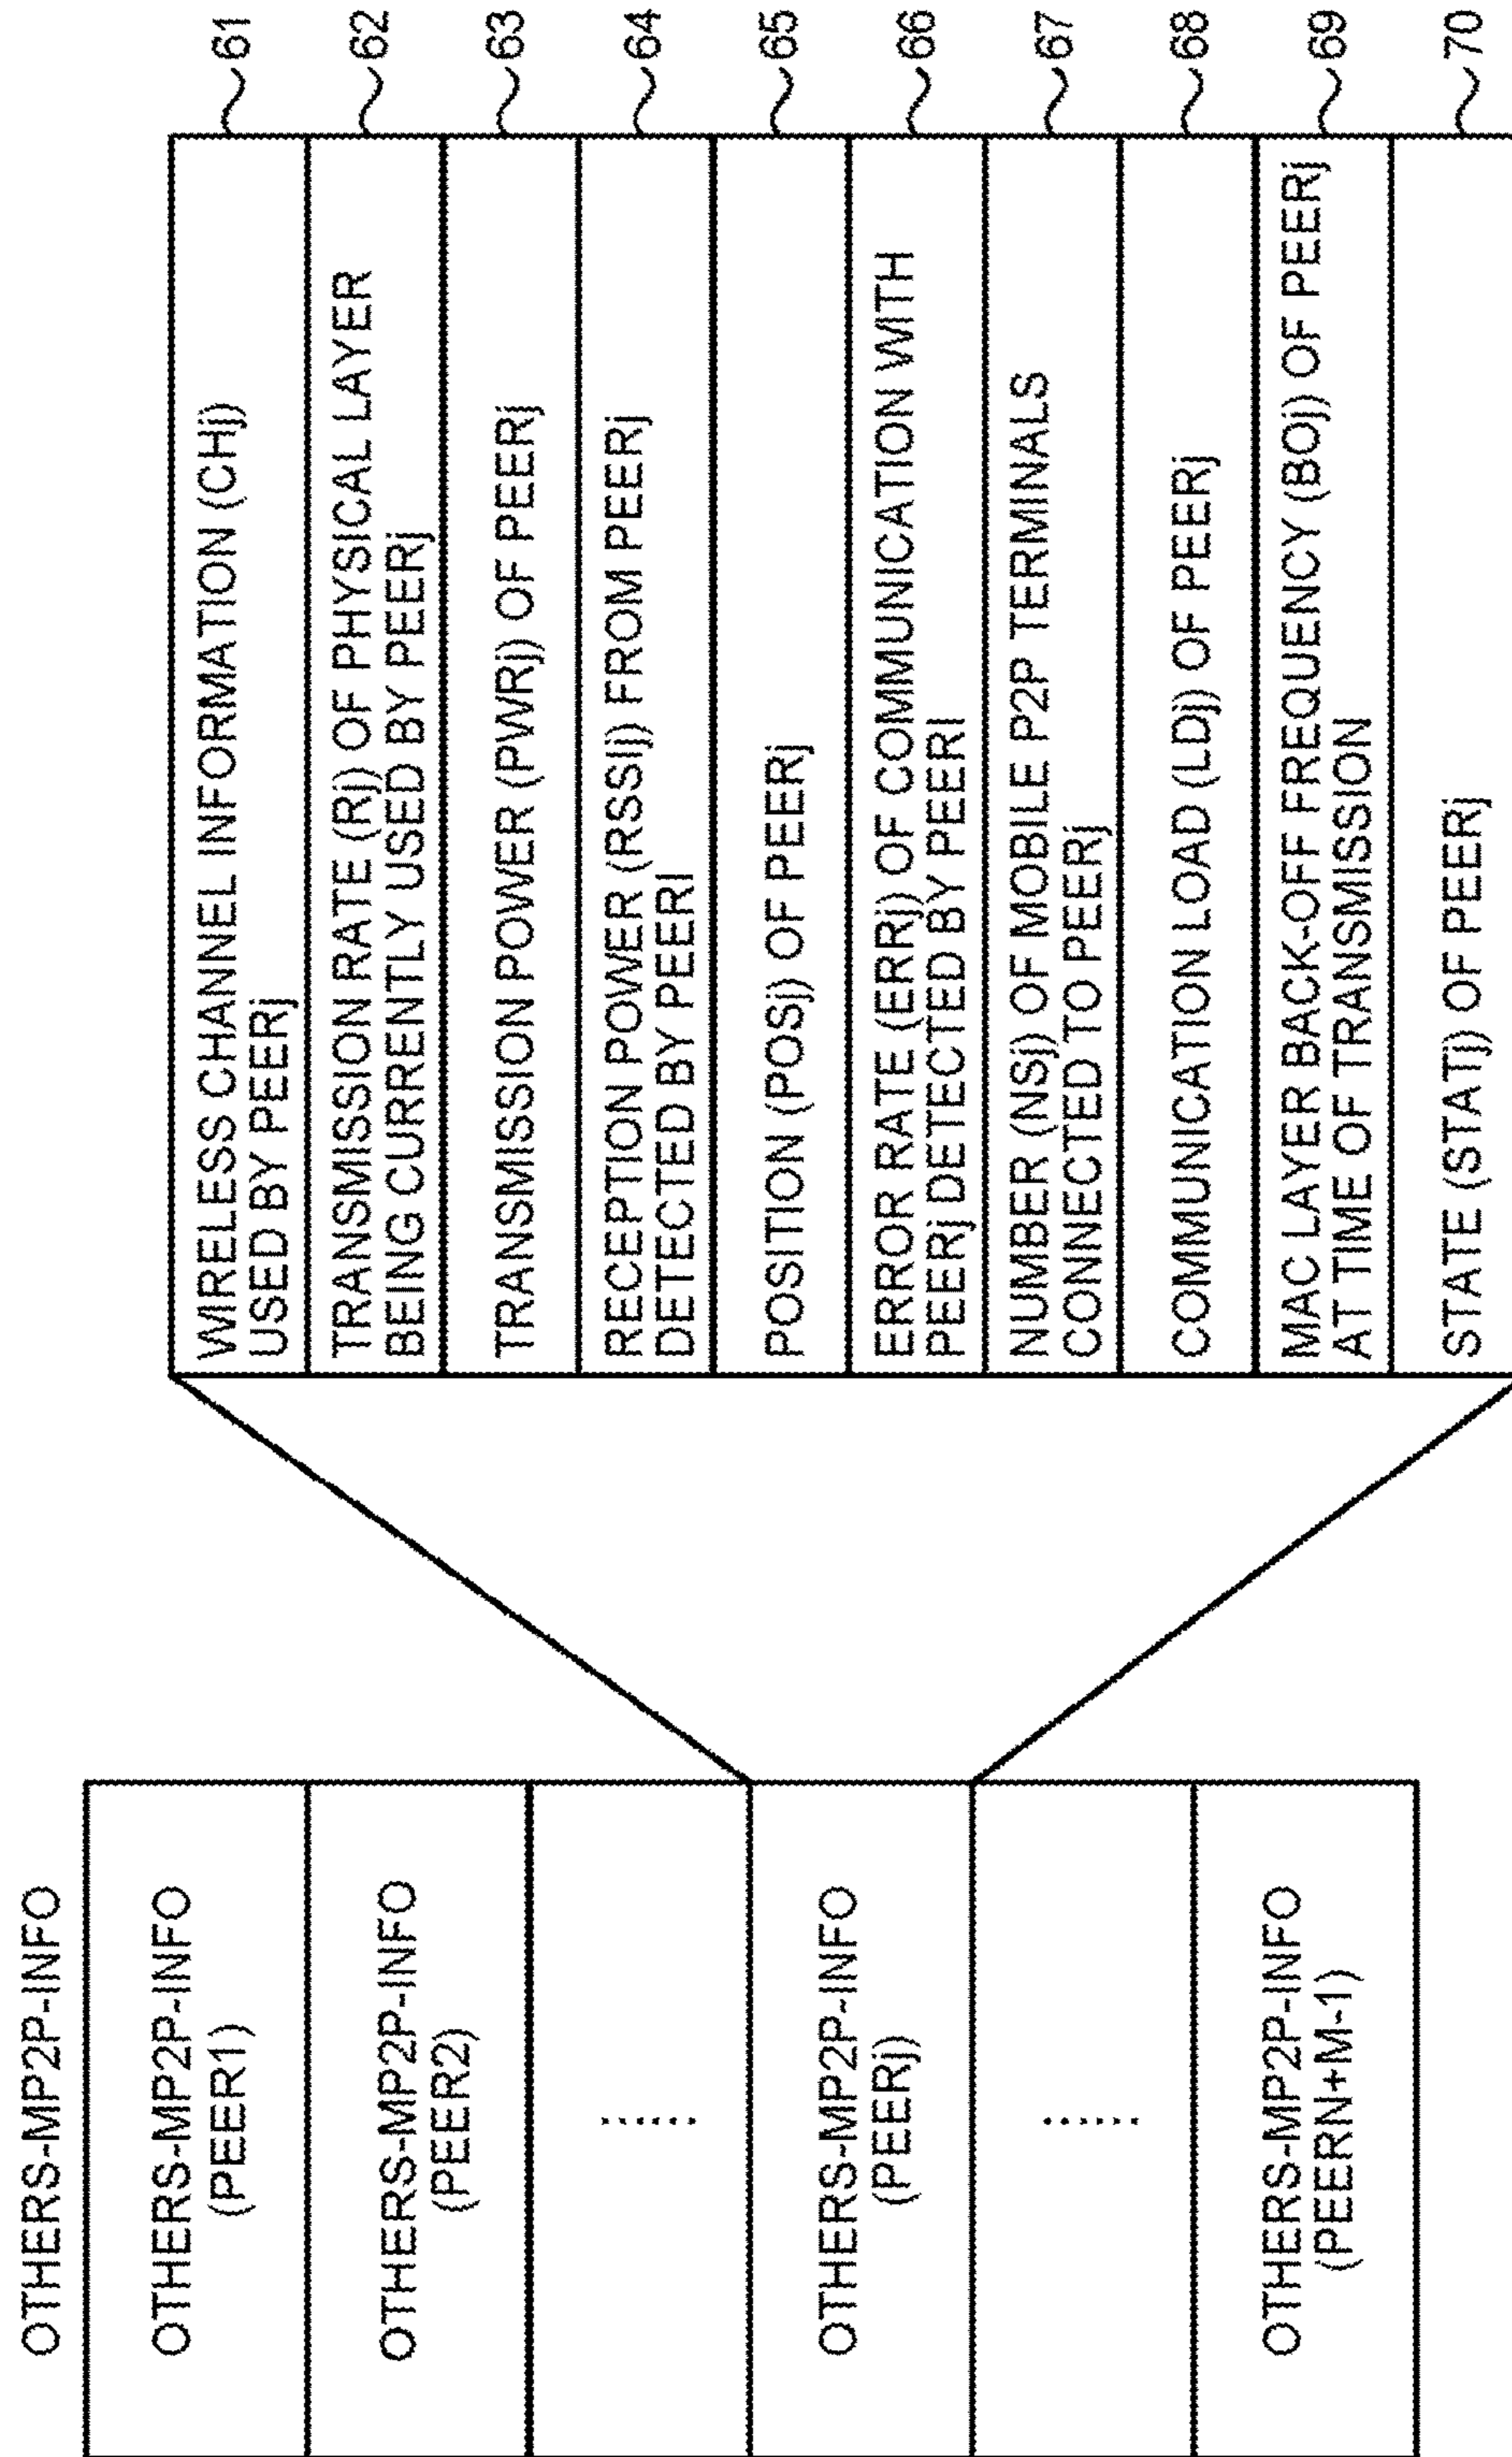 OTHERS-MP2P-INFO
OTHERS-MP2P-INFO
(PEER1)
OTHERS-MP2P-INFO
(PEER2)
......
OTHERS-MP2P-INFO
(PEERj)
......
OTHERS-MP2P-INFO
(PEERN+M-1)
WIRELESS CHANNEL INFORMATION (CHj)
USED BY PEERj
61
TRANSMISSION RATE (Rj) OF PHYSICAL LAYER
BEING CURRENTLY USED BY PEERj
62
TRANSMISSION POWER (PWRj) OF PEERj
63
RECEPTION POWER (RSSIj) FROM PEERj
DETECTED BY PEERI
64
POSITION (POSj) OF PEERj
65
ERROR RATE (ERRj) OF COMMUNICATION WITH
PEERj DETECTED BY PEERI
66
NUMBER (NSj) OF MOBILE P2P TERMINALS
CONNECTED TO PEERj
67
COMMUNICATION LOAD (LDj) OF PEERj
68
MAC LAYER BACK-OFF FREQUENCY (BOj) OF PEERj
AT TIME OF TRANSMISSION
69
STATE (STATj) OF PEERj
70